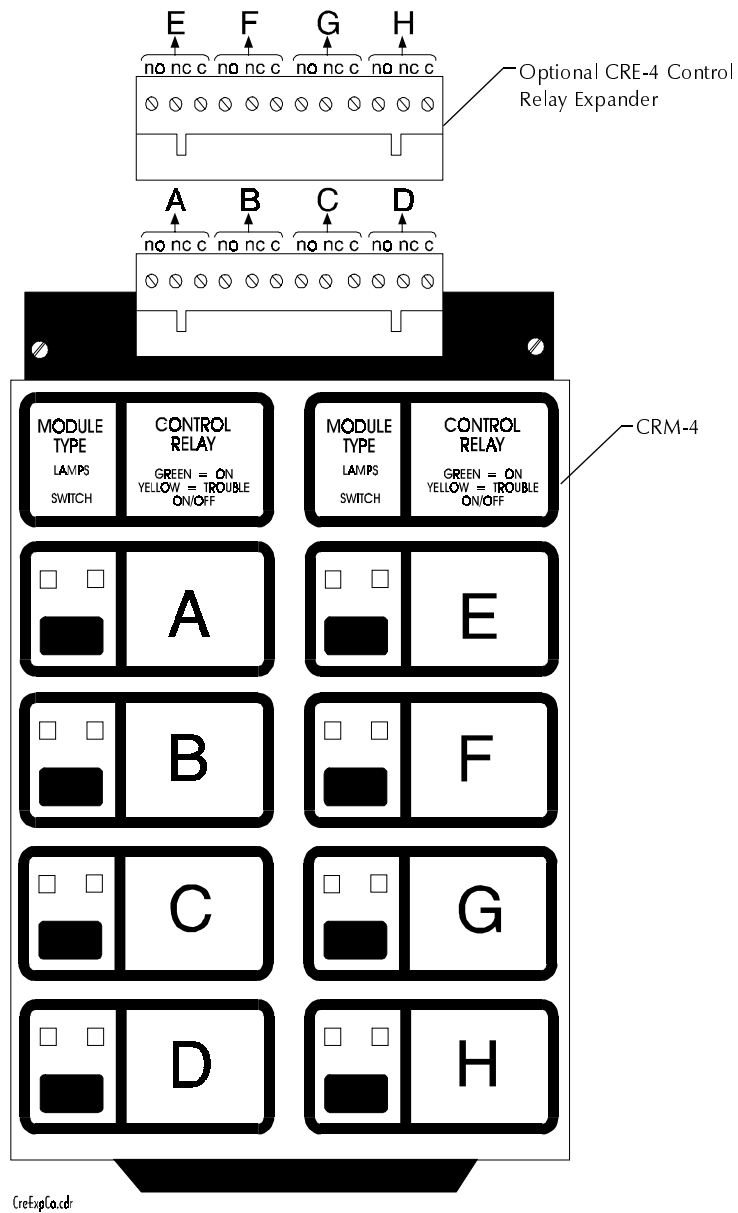 E F G H
no nc c no nc c no nc c no nc c
Optional CRE-4 Control
Relay Expander
A B C D
no nc c no nc c no nc c no nc c
MODULE
TYPE
LAMPS
SWITCH
CONTROL
RELAY
GREEN = ON
YELLOW = TROUBLE
ON/OFF
MODULE
TYPE
LAMPS
SWITCH
CONTROL
RELAY
GREEN = ON
YELLOW = TROUBLE
ON/OFF
CRM-4
A
E
B
F
C
G
D
H
CreExpCo.cdr